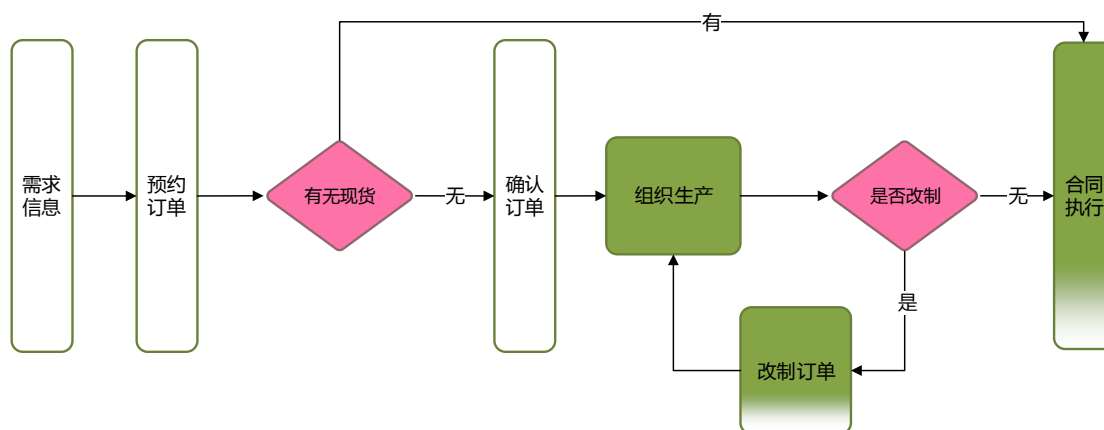 有
需求
信息
预约
订单
有无现货
无
确认
订单
组织生产
是否改制
无
合同
执行
是
改制订单